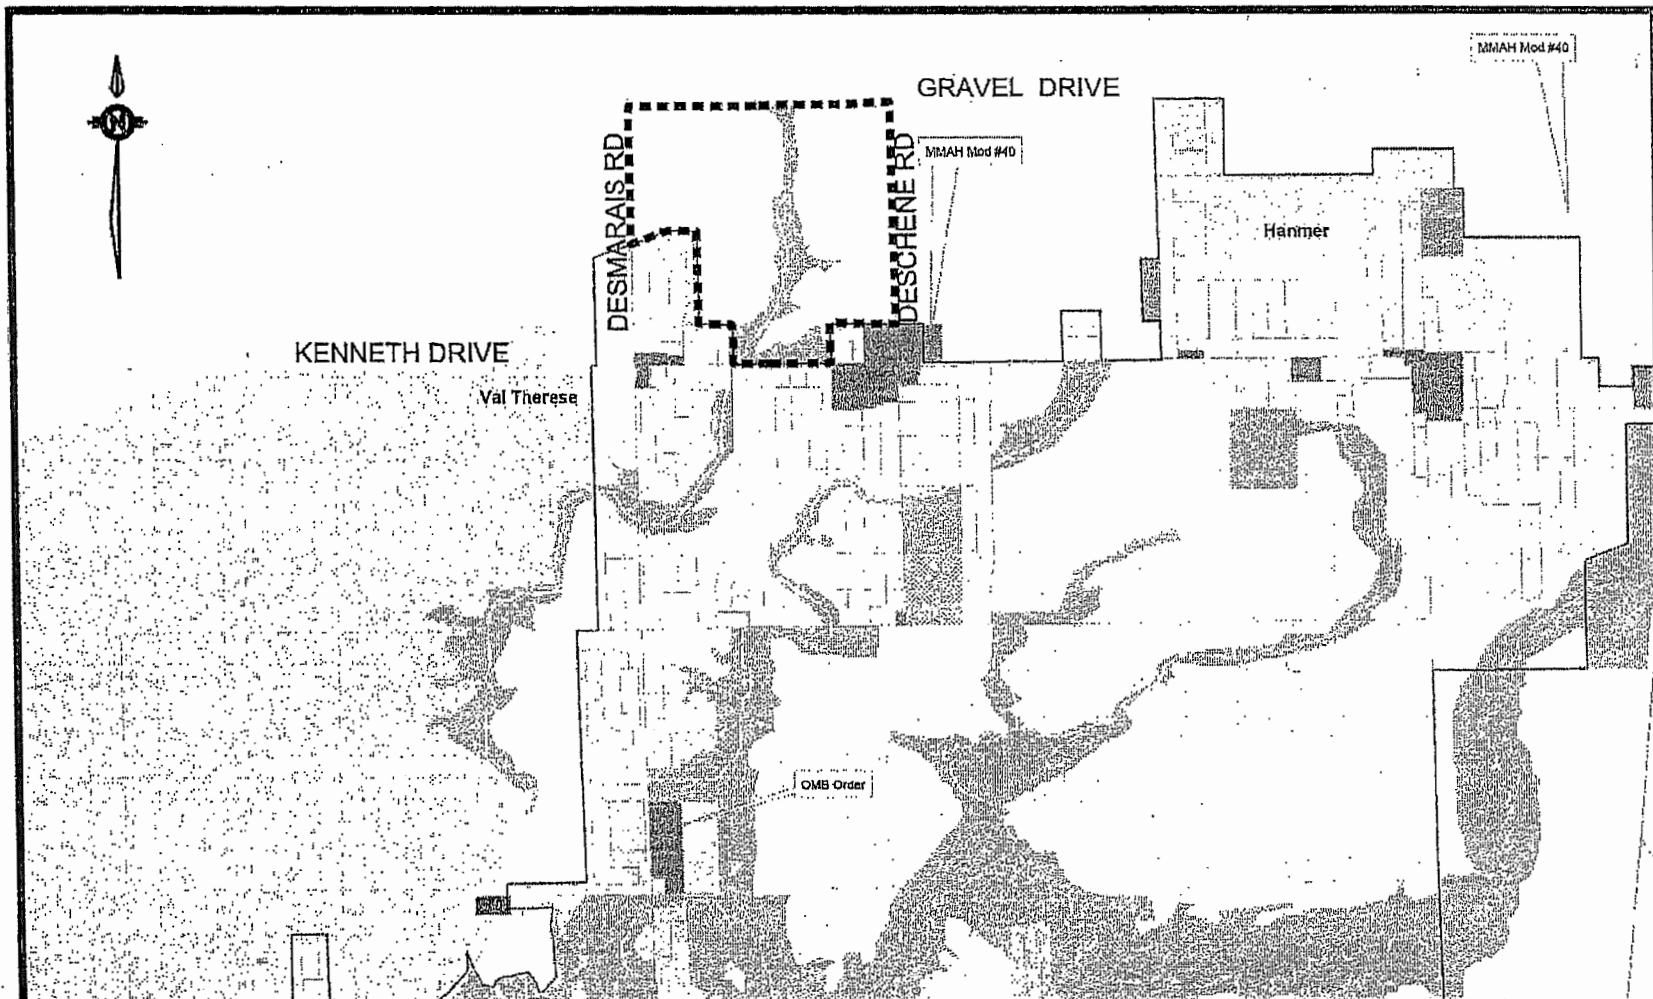 MMAH Mod #40
GRAVEL DRIVE
N
DESMARAIS RD
DESCHENE RD
MMAH Mod #40
Hanmer
KENNETH DRIVE
Val Therese
OMB Order